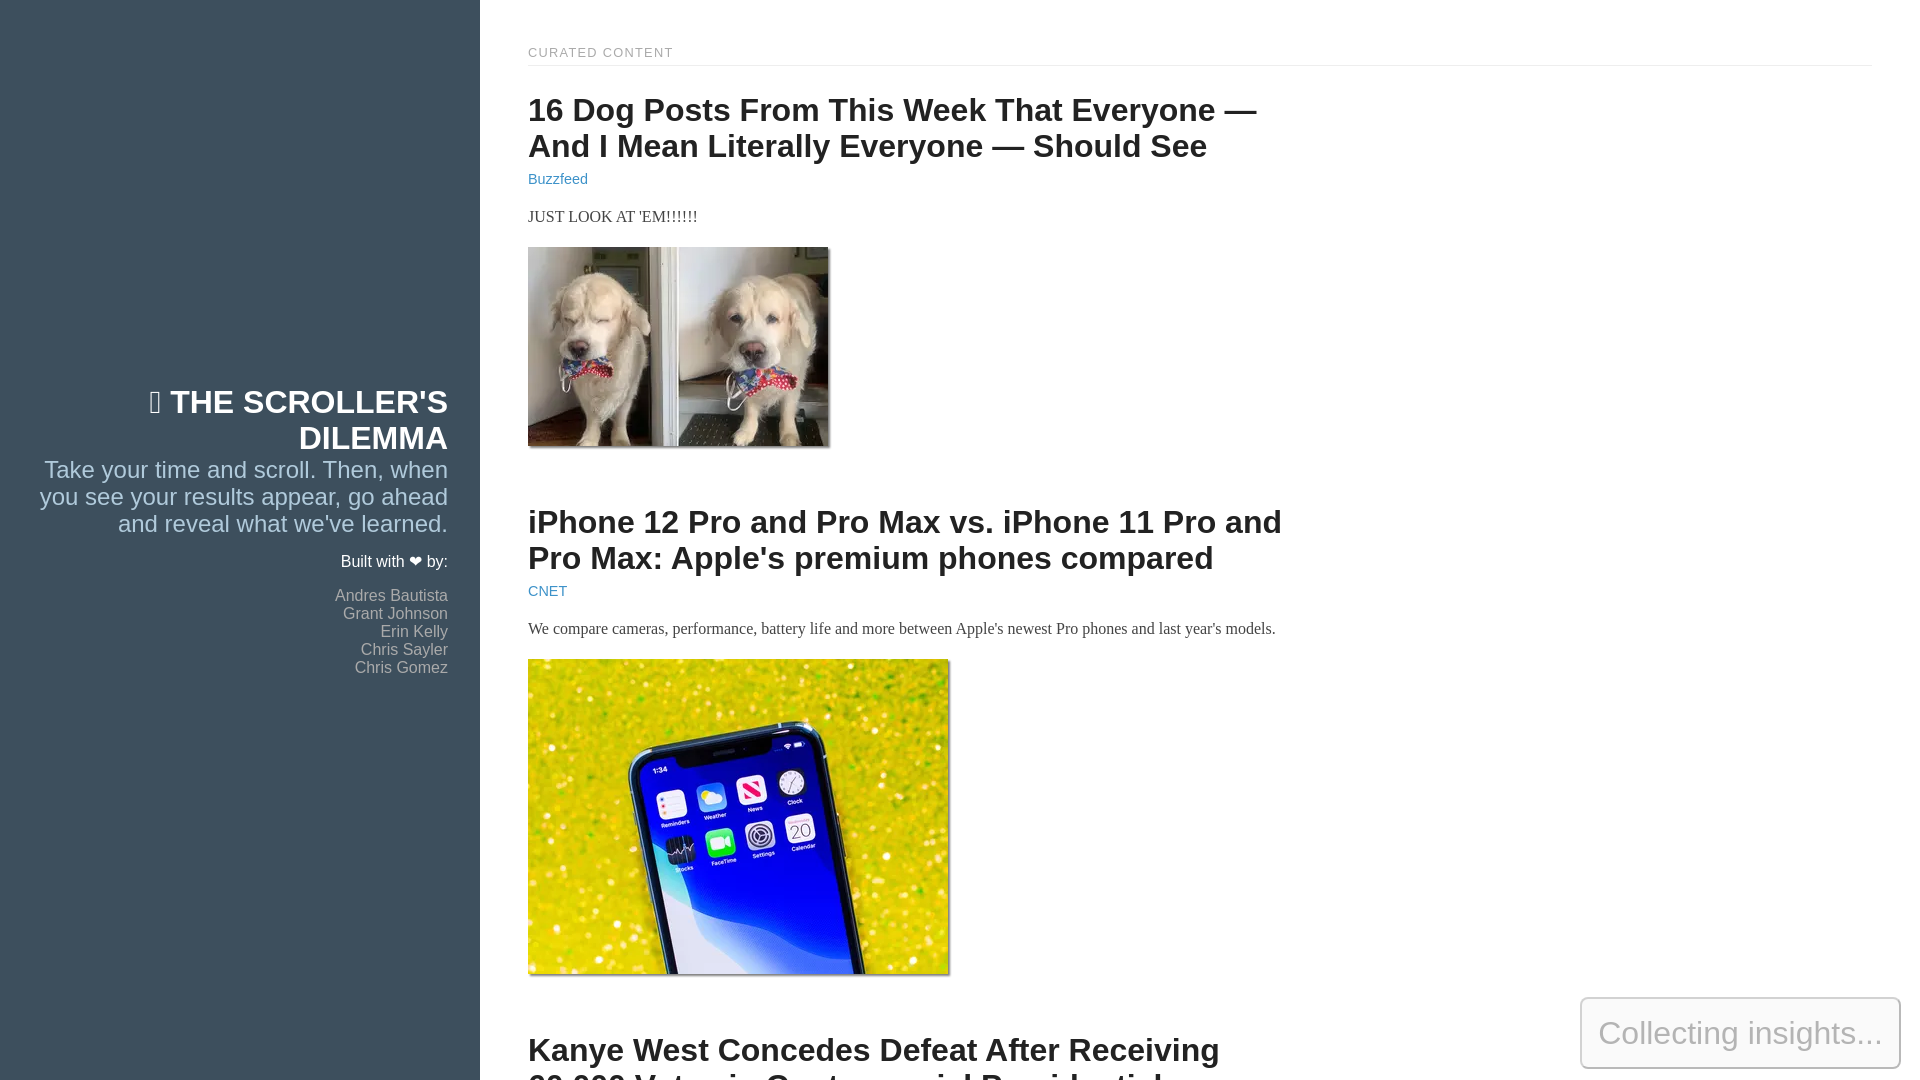 THE SCROLLER'S
DILEMMA
Take your time and scroll. Then, when
you see your results appear, go ahead
and reveal what we've learned.
Built with ❤ by:
Andres Bautista
Grant Johnson
Erin Kelly
Chris Sayler
Chris Gomez
CURATED CONTENT
16 Dog Posts From This Week That Everyone —
And I Mean Literally Everyone — Should See
Buzzfeed
JUST LOOK AT 'EM!!!!!!
iPhone 12 Pro and Pro Max vs. iPhone 11 Pro and
Pro Max: Apple's premium phones compared
CNET
We compare cameras, performance, battery life and more between Apple's newest Pro phones and last year's models.
1:34
Reminders Weather News Clock
Stocks FaceTime Settings Calendar
20
Kanye West Concedes Defeat After Receiving
Collecting insights...